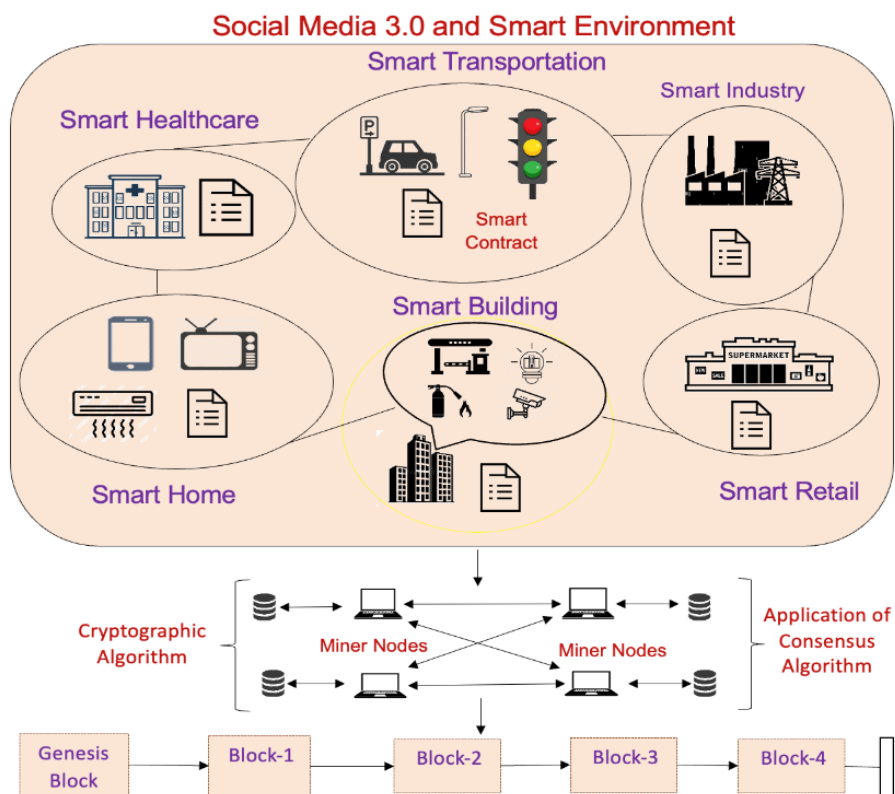 Social Media 3.0 and Smart Environment
Smart Transportation
Smart Industry
Smart Healthcare
P
Smart
Contract
Smart Building
SUPERMARKET
SALE
Smart Home
Smart Retail
Cryptographic
Algorithm
Miner Nodes
Miner Nodes
Application of
Consensus
Algorithm
Genesis
Block
Block-1
Block-2
Block-3
Block-4